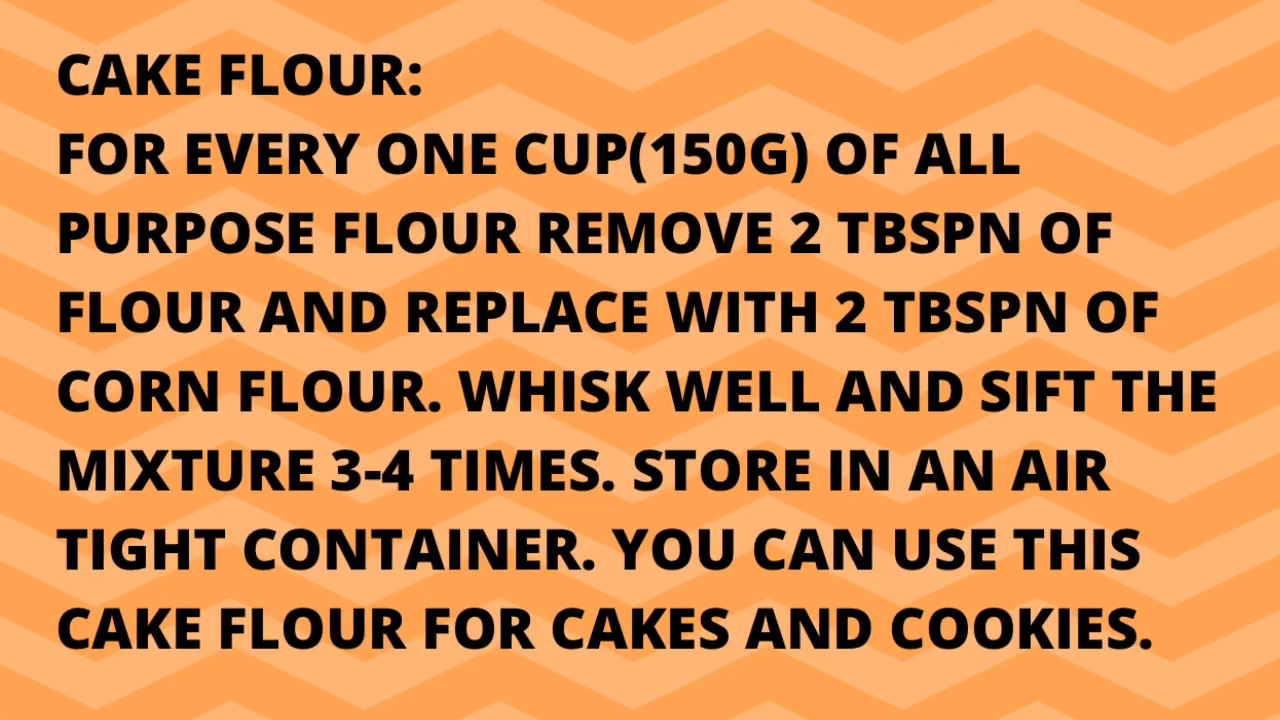 CAKE FLOUR:
FOR EVERY ONE CUP(150G) OF ALL
PURPOSE FLOUR REMOVE 2 TBSPN OF
FLOUR AND REPLACE WITH 2 TBSPN OF
CORN FLOUR. WHISK WELL AND SIFT THE
MIXTURE 3-4 TIMES. STORE IN AN AIR
TIGHT CONTAINER. YOU CAN USE THIS
CAKE FLOUR FOR CAKES AND COOKIES.